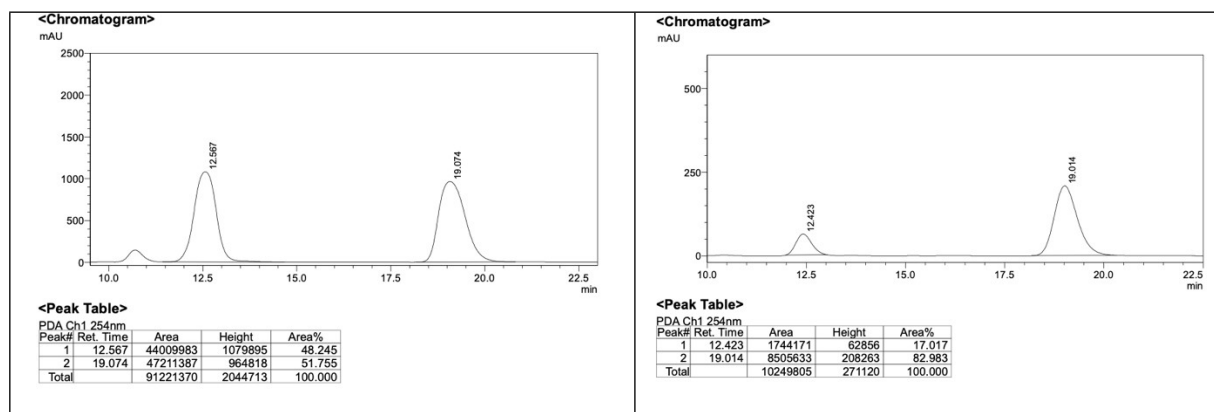 <Chromatogram>
mAU
2500
2000
1500
1000
500
0
12.567
19.074
10.0 12.5 15.0 17.5 20.0 22.5
min
<Peak Table>
PDA Ch1 254nm
Peak# Ret. Time Area Height Area%
1 12.567 44009983 1079895 48.245
2 19.074 47211387 964818 51.755
Total 91221370 2044713 100.000
<Chromatogram>
mAU
500
250
0
12.423
19.014
10.0 12.5 15.0 17.5 20.0 22.5
min
<Peak Table>
PDA Ch1 254nm
Peak# Ret. Time Area Height Area%
1 12.423 1744171 62856 17.017
2 19.014 8505633 208263 82.983
Total 10249805 271120 100.000